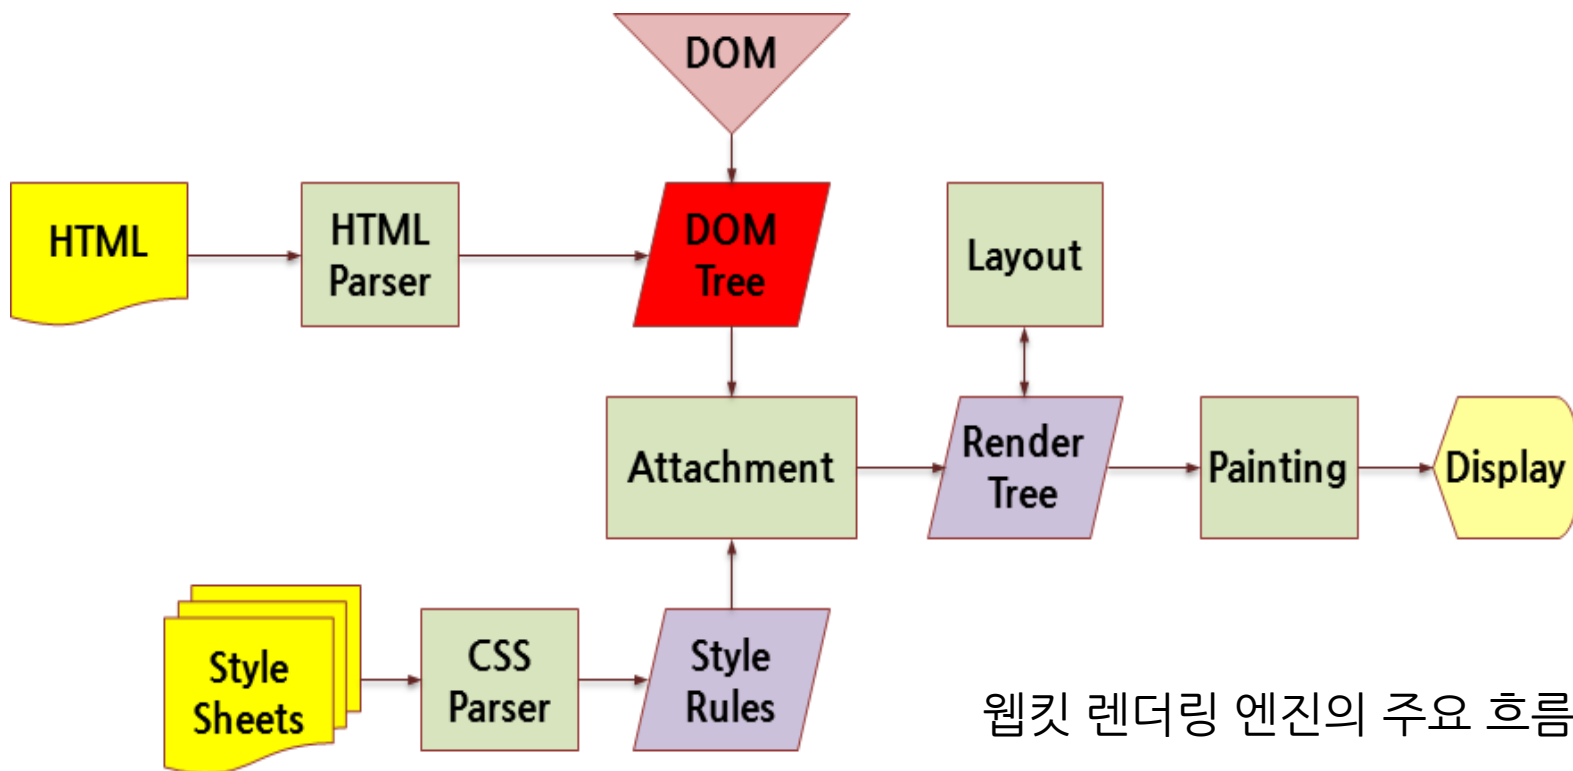 DOM
HTML
HTML
Parser
DOM
Tree
Layout
Attachment
Render
Tree
Painting
Display
Style
Sheets
CSS
Parser
Style
Rules
웹킷 렌더링 엔진의 주요 흐름